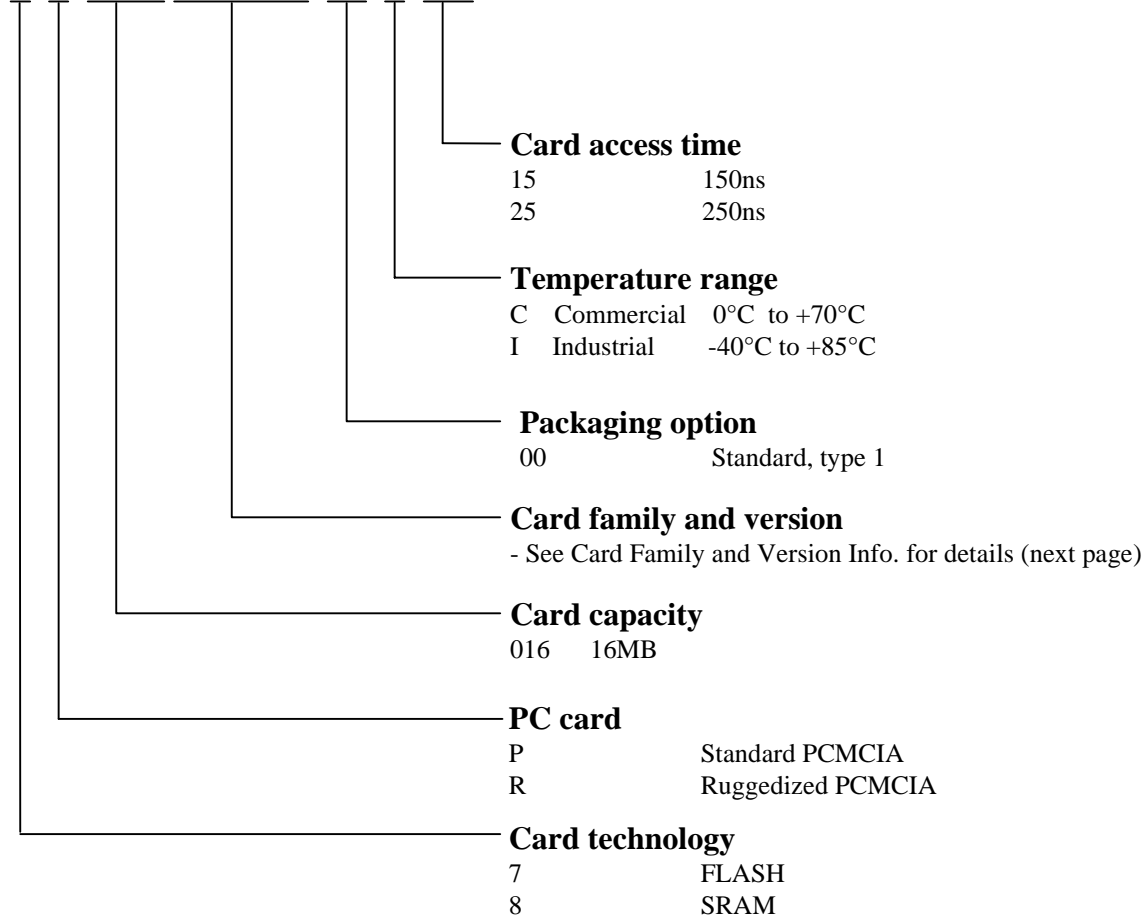 Card access time
15 150ns
25 250ns
Temperature range
C Commercial 0°C to +70°C
I Industrial -40°C to +85°C
Packaging option
00 Standard, type 1
Card family and version
- See Card Family and Version Info. for details (next page)
Card capacity
016 16MB
PC card
P Standard PCMCIA
R Ruggedized PCMCIA
Card technology
7 FLASH
8 SRAM